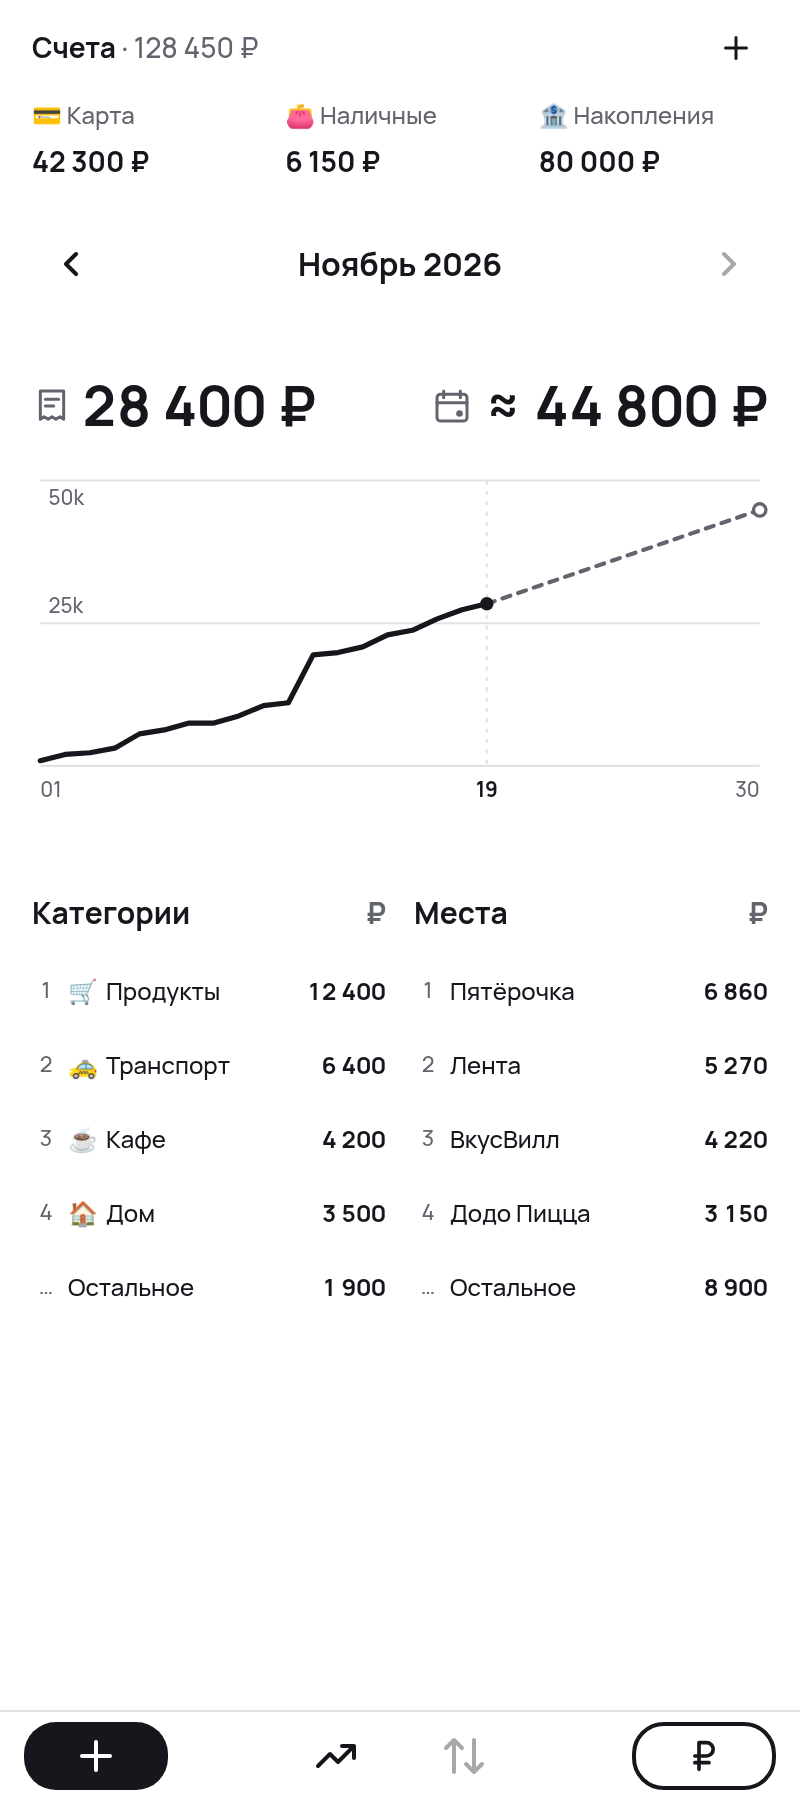 Счета · 128 450 ₽
💳 Карта
42 300 ₽
👛 Наличные
6 150 ₽
🏦 Накопления
80 000 ₽
Ноябрь 2026
28 400 ₽
≈ 44 800 ₽
50k
25k
01
19
30
Категории ₽
1 🛒 Продукты 12 400
2 🚕 Транспорт 6 400
3 ☕ Кафе 4 200
4 🏠 Дом 3 500
... Остальное 1 900
Места ₽
1 Пятёрочка 6 860
2 Лента 5 270
3 ВкусВилл 4 220
4 Додо Пицца 3 150
... Остальное 8 900
₽